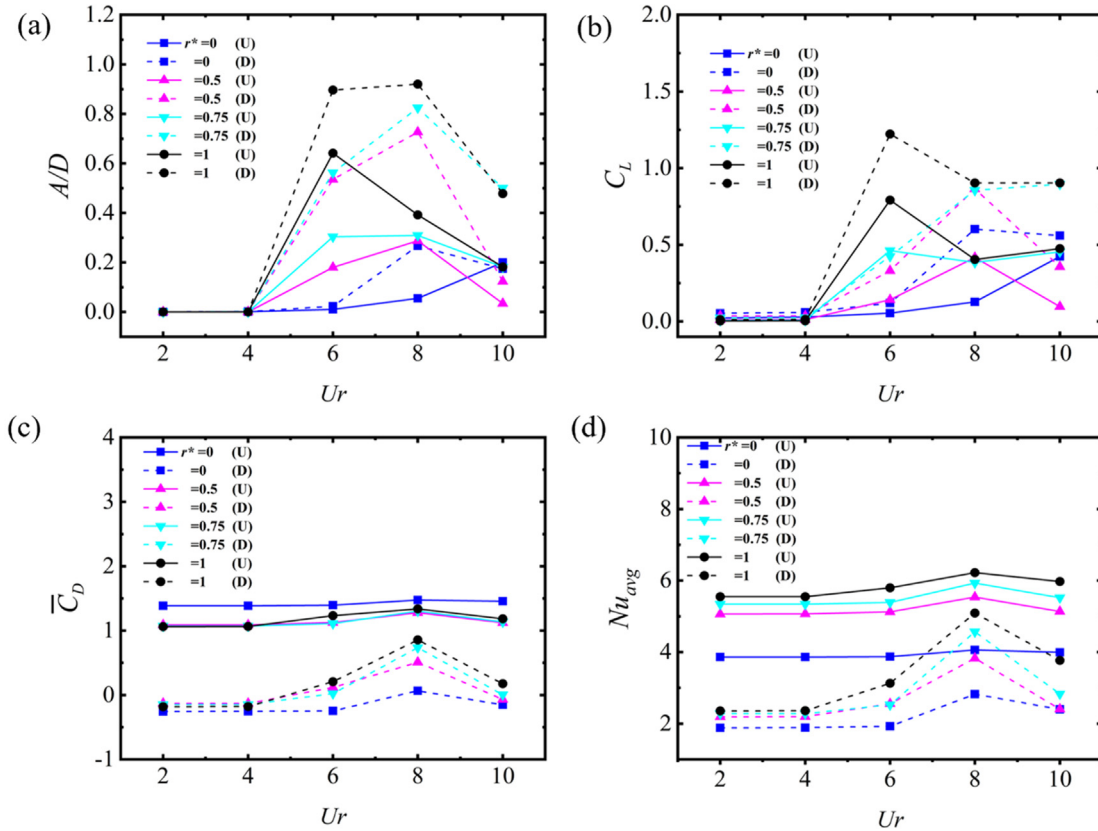 (a)
1.2
1.0
0.8
0.6
0.4
0.2
0.0
A/D
r* =0 (U)
=0 (D)
=0.5 (U)
=0.5 (D)
=0.75 (U)
=0.75 (D)
=1 (U)
=1 (D)
2 4 6 8 10
Ur
(b)
2.0
1.5
1.0
0.5
0.0
C_L
r* =0 (U)
=0 (D)
=0.5 (U)
=0.5 (D)
=0.75 (U)
=0.75 (D)
=1 (U)
=1 (D)
2 4 6 8 10
Ur
(c)
4
3
2
1
0
-1
C̅_D
r* =0 (U)
=0 (D)
=0.5 (U)
=0.5 (D)
=0.75 (U)
=0.75 (D)
=1 (U)
=1 (D)
2 4 6 8 10
Ur
(d)
10
8
6
4
2
Nu_avg
r* =0 (U)
=0 (D)
=0.5 (U)
=0.5 (D)
=0.75 (U)
=0.75 (D)
=1 (U)
=1 (D)
2 4 6 8 10
Ur